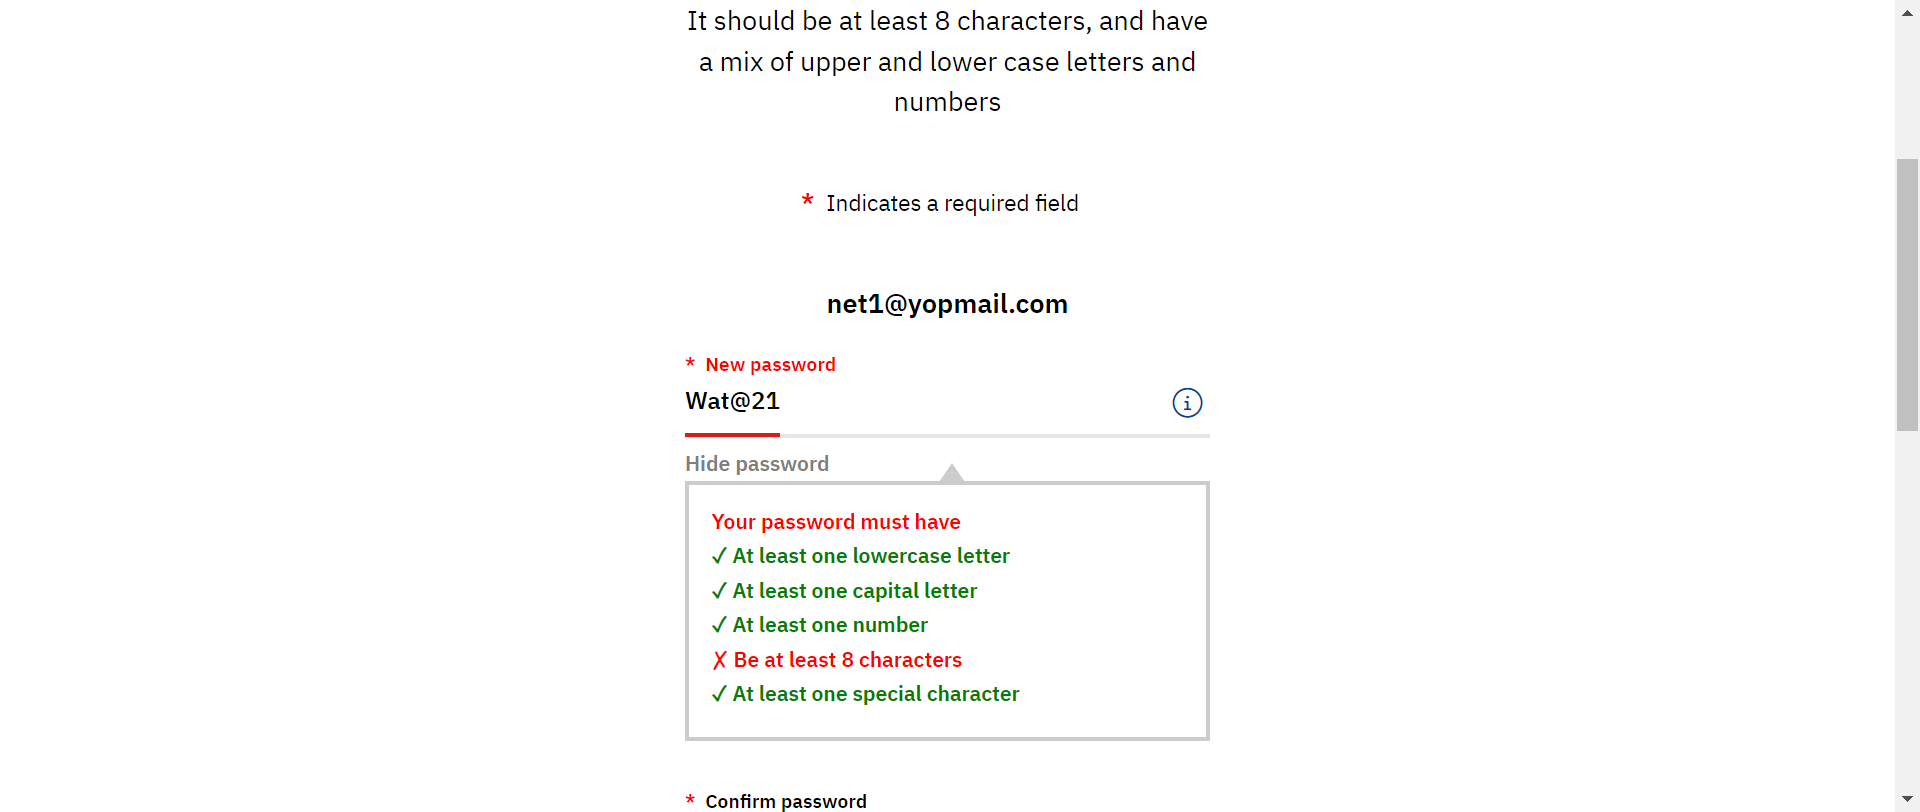 It should be at least 8 characters, and have
a mix of upper and lower case letters and
numbers
* Indicates a required field
net1@yopmail.com
* New password
Wat@21
i
Hide password
Your password must have
✓ At least one lowercase letter
✓ At least one capital letter
✓ At least one number
✗ Be at least 8 characters
✓ At least one special character
* Confirm password